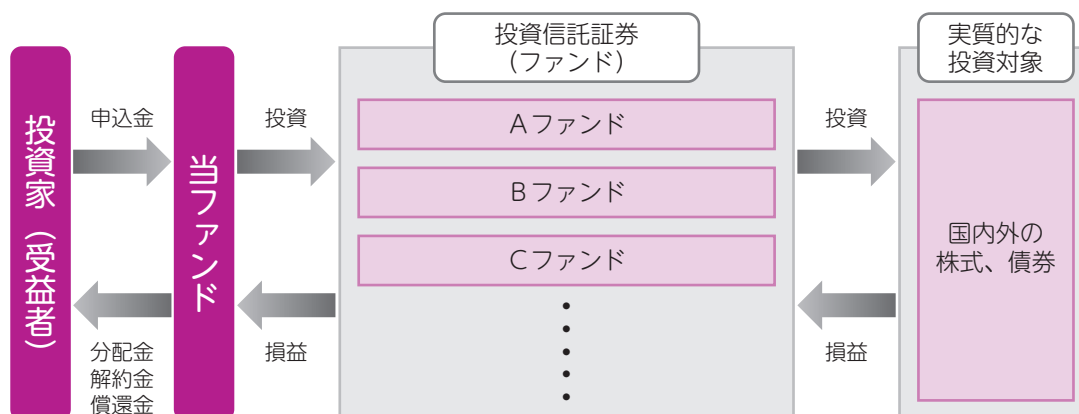 投資家（受益者）
申込金
分配金
解約金
償還金
当ファンド
投資
損益
投資信託証券
（ファンド）
Aファンド
Bファンド
Cファンド
投資
損益
実質的な
投資対象
国内外の
株式、債券